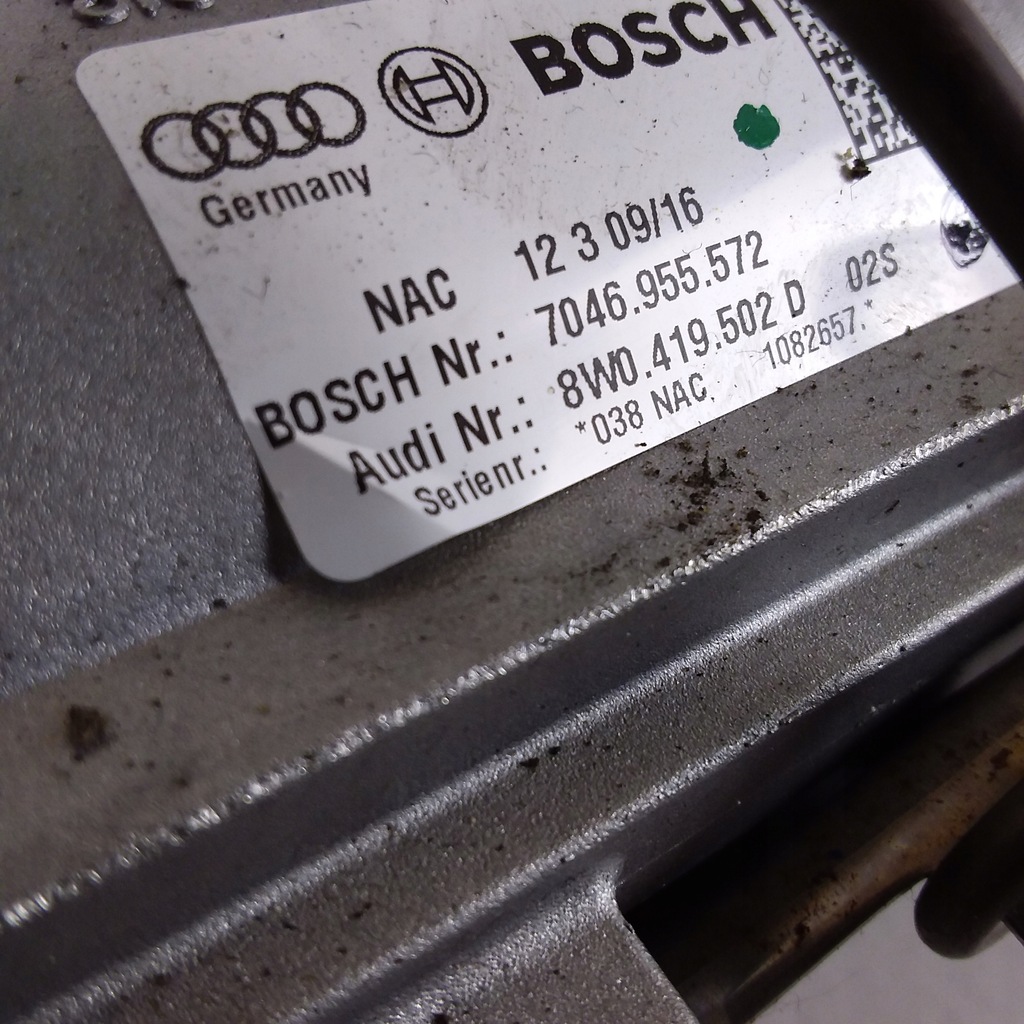 BOSCH
Germany
NAC 12 3 09/16
BOSCH Nr.: 7046.955.572
Audi Nr.: 8W0.419.502 D 02S
Serienr.: *038 NAC. 1082657.*